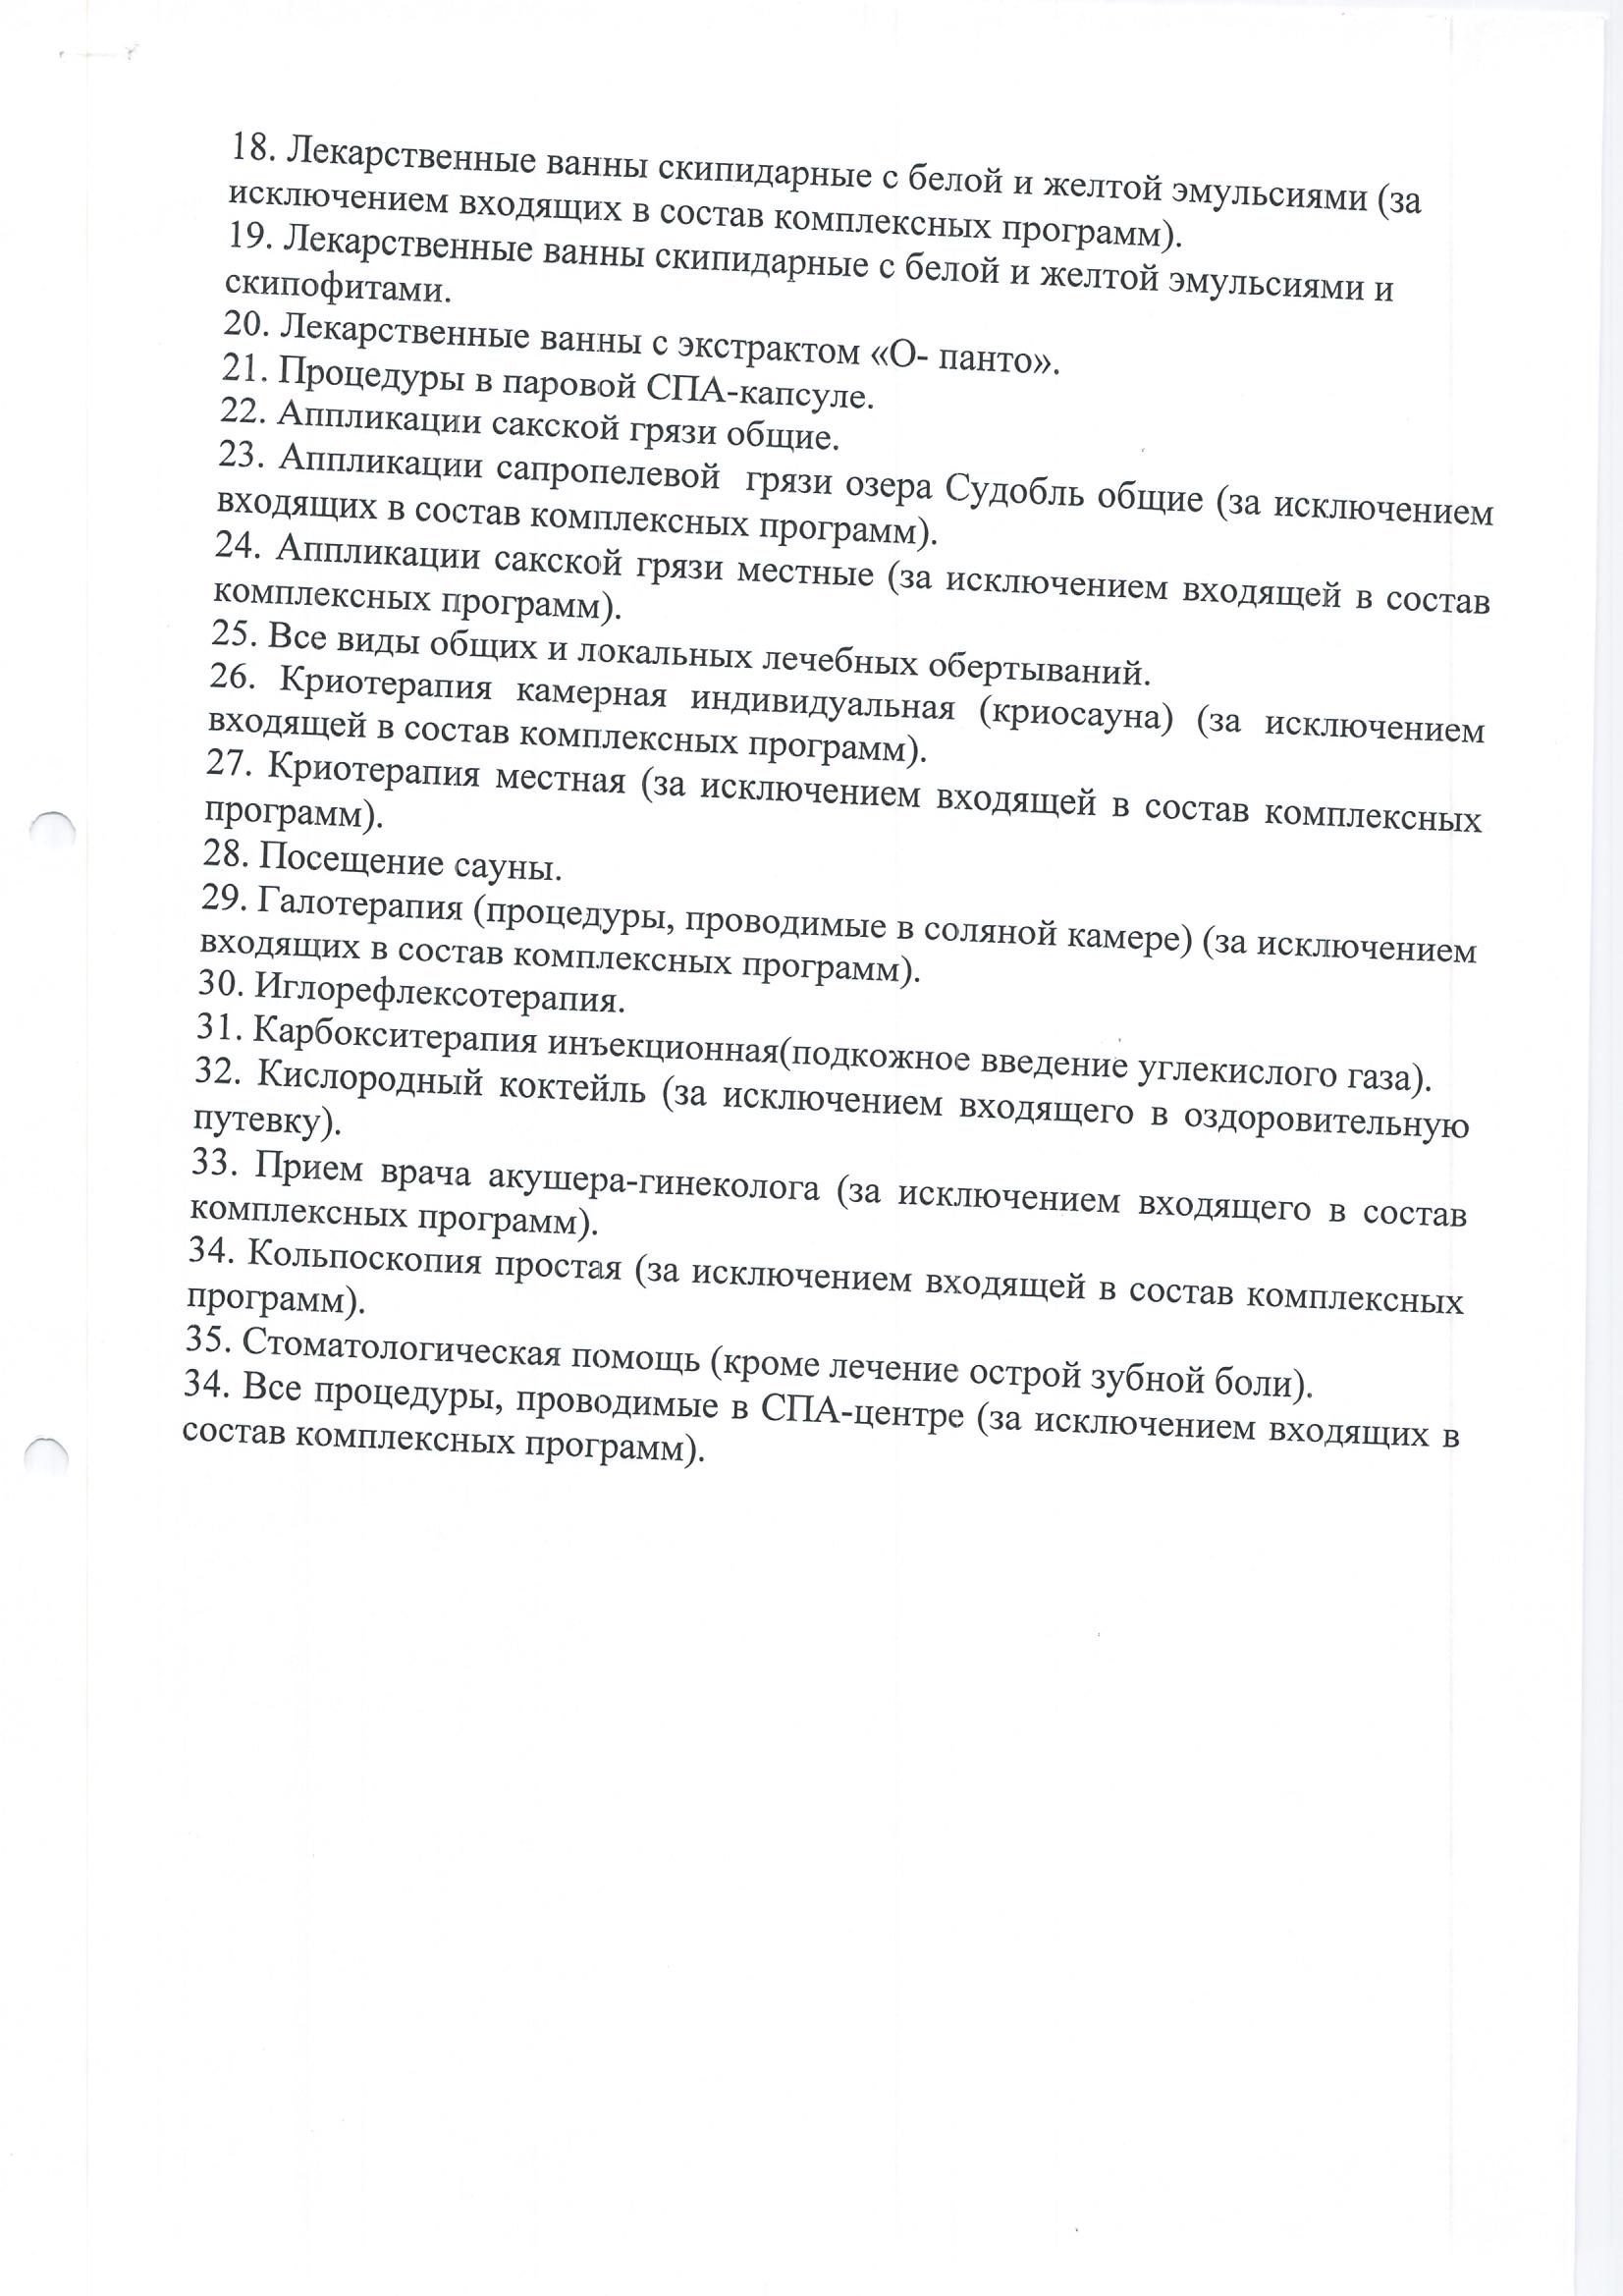 18. Лекарственные ванны скипидарные с белой и желтой эмульсиями (за
исключением входящих в состав комплексных программ).
19. Лекарственные ванны скипидарные с белой и желтой эмульсиями и
скипофитами.
20. Лекарственные ванны с экстрактом «О- панто».
21. Процедуры в паровой СПА-капсуле.
22. Аппликации сакской грязи общие.
23. Аппликации сапропелевой грязи озера Судобль общие (за исключением
входящих в состав комплексных программ).
24. Аппликации сакской грязи местные (за исключением входящей в состав
комплексных программ).
25. Все виды общих и локальных лечебных обертываний.
26. Криотерапия камерная индивидуальная (криосауна) (за исключением
входящей в состав комплексных программ).
27. Криотерапия местная (за исключением входящей в состав комплексных
программ).
28. Посещение сауны.
29. Галотерапия (процедуры, проводимые в соляной камере) (за исключением
входящих в состав комплексных программ).
30. Иглорефлексотерапия.
31. Карбокситерапия инъекционная(подкожное введение углекислого газа).
32. Кислородный коктейль (за исключением входящего в оздоровительную
путевку).
33. Прием врача акушера-гинеколога (за исключением входящего в состав
комплексных программ).
34. Кольпоскопия простая (за исключением входящей в состав комплексных
программ).
35. Стоматологическая помощь (кроме лечение острой зубной боли).
34. Все процедуры, проводимые в СПА-центре (за исключением входящих в
состав комплексных программ).